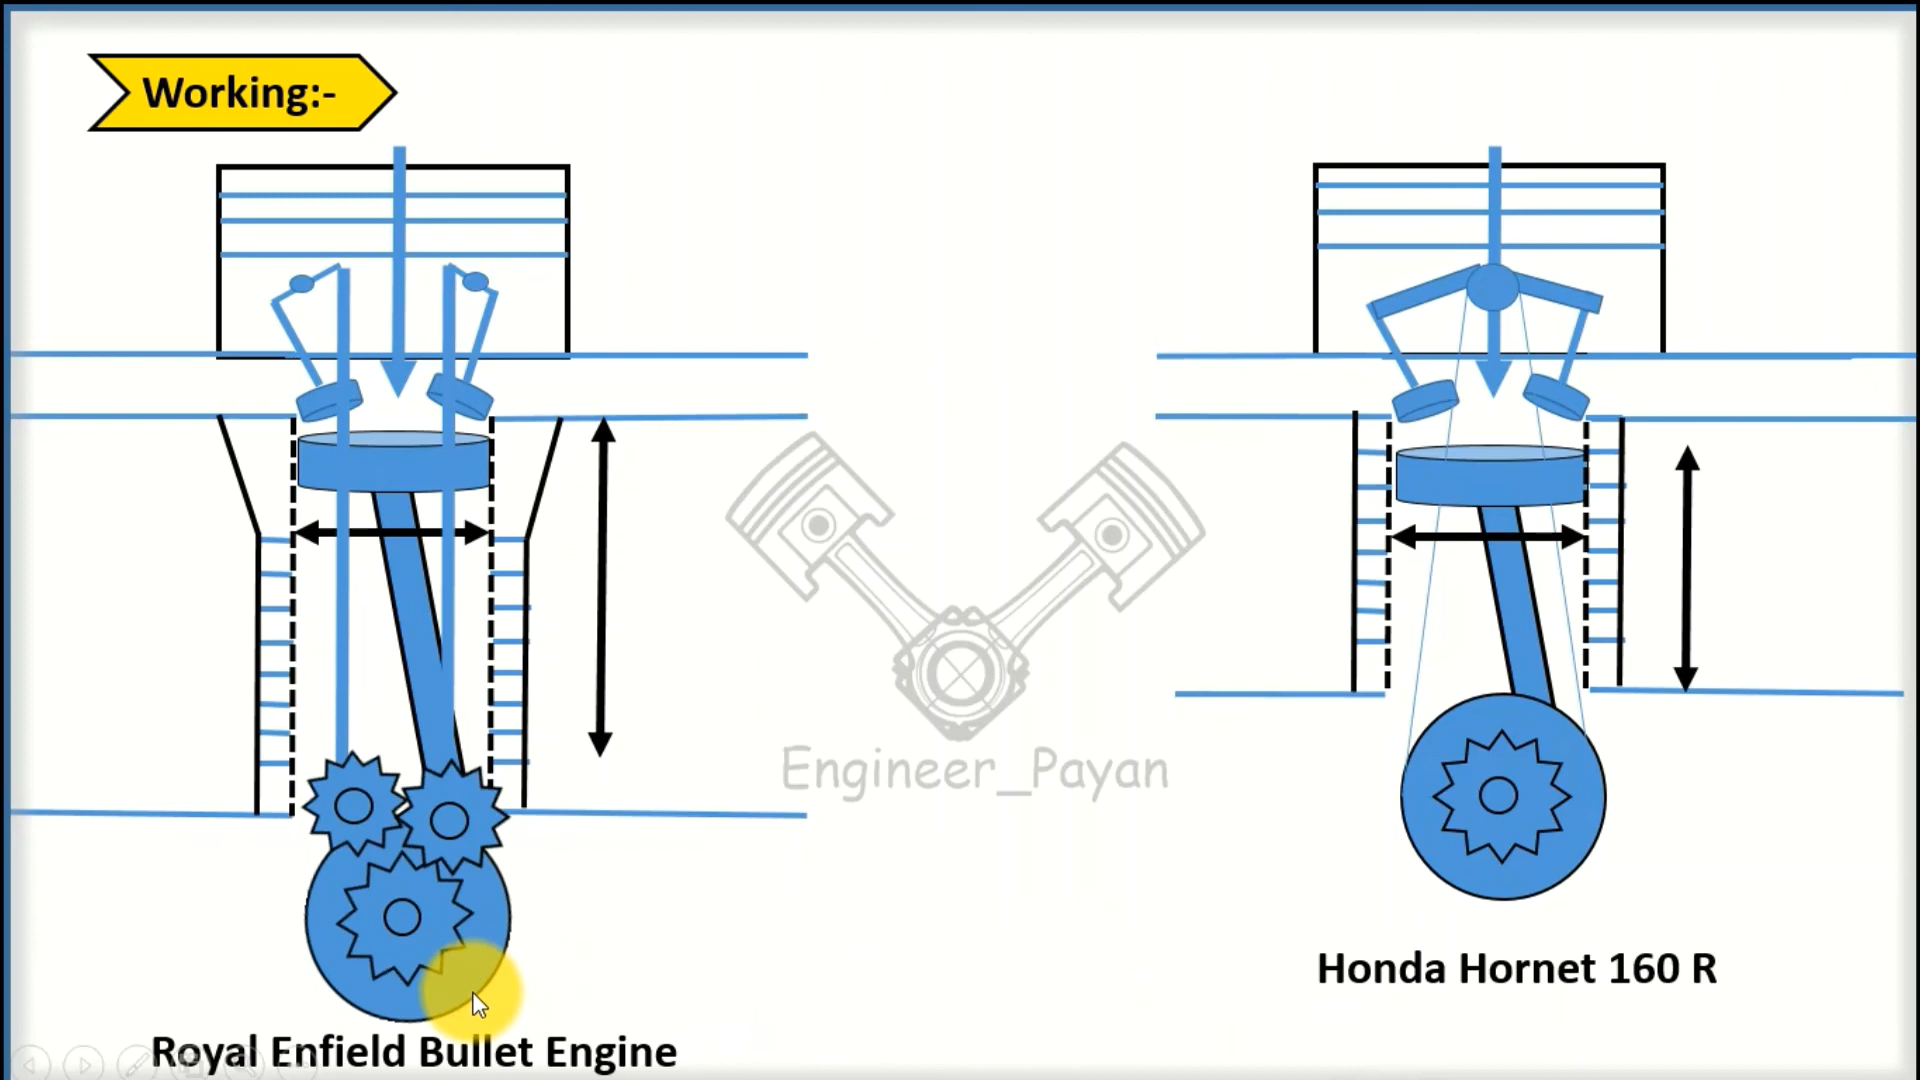 Working:-
Engineer_Payan
Honda Hornet 160 R
Royal Enfield Bullet Engine